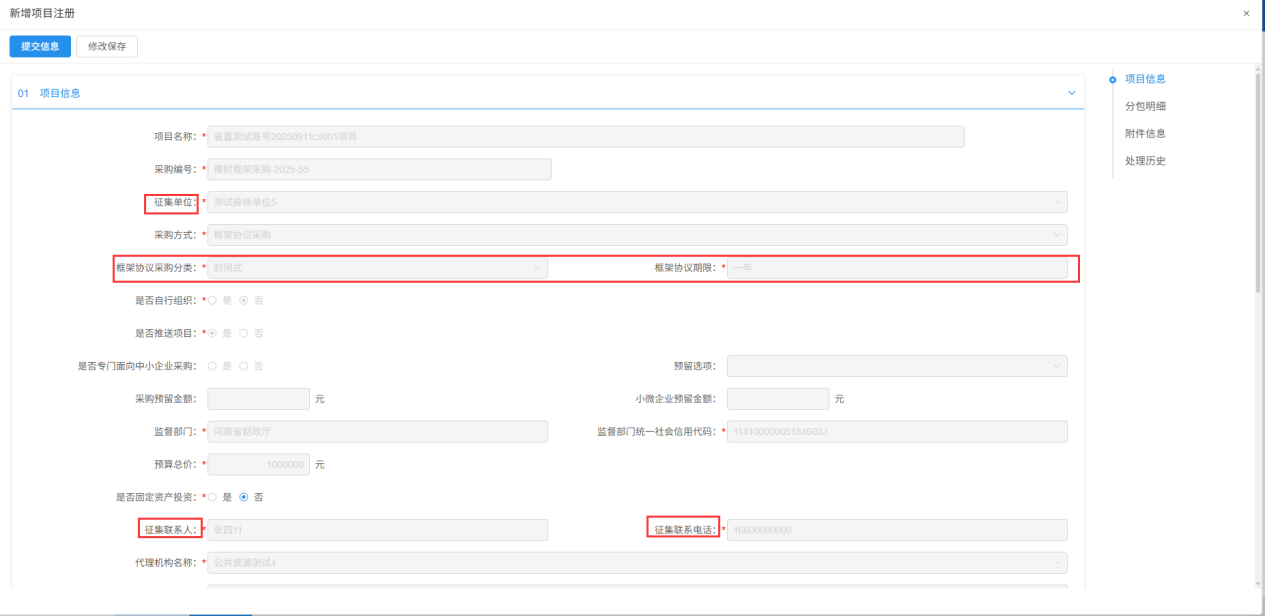 新增项目注册 ×
提交信息 修改保存
01 项目信息
项目信息
分包明细
附件信息
处理历史
项目名称：* 省直测试账号20250911cs001项目
采购编号：* 豫财框架采购-2025-55
征集单位：* 测试投标单位5
采购方式：* 框架协议采购
框架协议采购分类：* 封闭式 框架协议期限：* 一年
是否自行组织：* 是 否
是否推送项目：* 是 否
是否专门面向中小企业采购： 是 否 预留选项：
采购预留金额： 元 小微企业预留金额： 元
监督部门：* 河南省财政厅 监督部门统一社会信用代码：* 11410000005184603J
预算总价：* 1000000 元
是否固定资产投资：* 是 否
征集联系人：* 张四11 征集联系电话：* 16600000000
代理机构名称：* 公共资源测试4